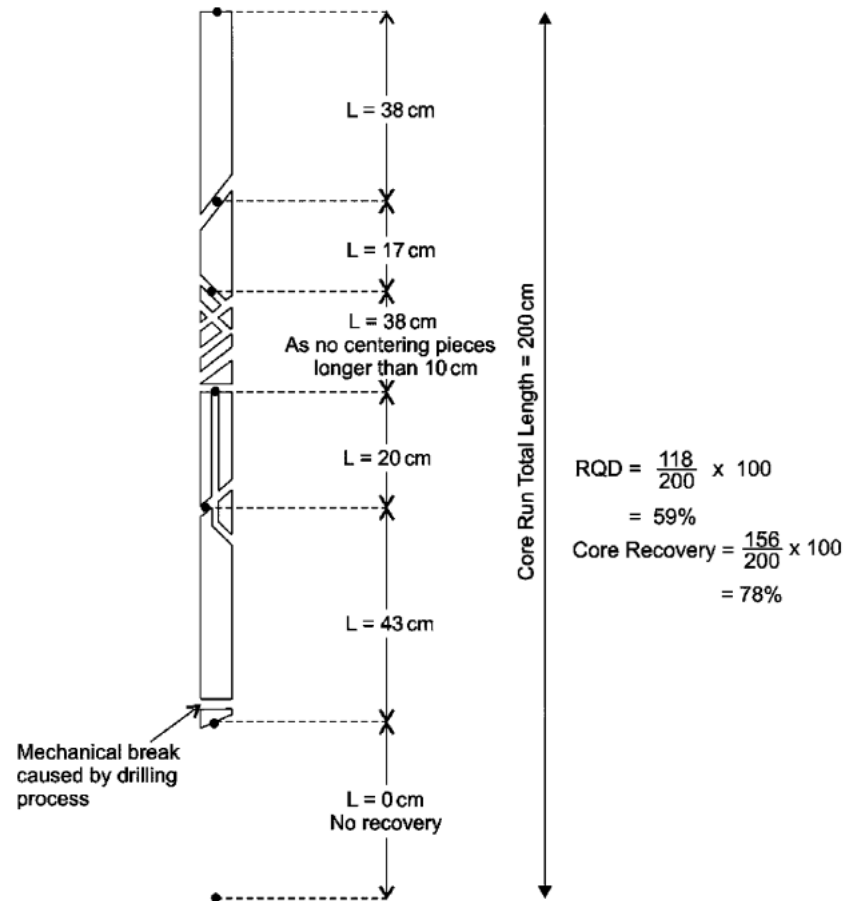 L = 38 cm
L = 17 cm
L = 38 cm
As no centering pieces
longer than 10 cm
L = 20 cm
L = 43 cm
Mechanical break
caused by drilling
process
L = 0 cm
No recovery
Core Run Total Length = 200 cm
RQD = 118/200 x 100
= 59%
Core Recovery = 156/200 x 100
= 78%